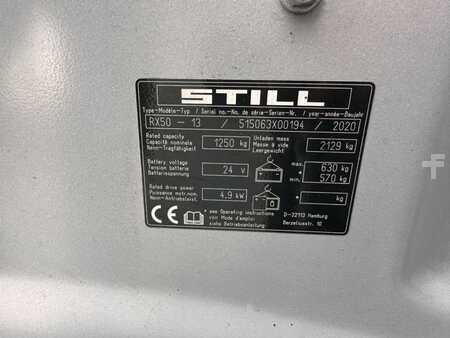 STILL
Type-Modèle-Typ / Serial no.-No. de série-Serien-Nr. / year-année-Baujahr
RX50 - 13 / 515063X00194 / 2020
Rated capacity
Capacité nominale
Nenn-Tragfähigkeit
1250 kg
Unladen mass
Masse à vide
Leergewicht
2129 kg
Battery voltage
Tension batterie
Batteriespannung
24 V
max. 630 kg
min. 570 kg
Rated drive power
Puissance motr.nom.
Nenn-Antriebsleist.
4,9 kW
* kg
CE
* see Operating instructions
voir Mode d'emploi
siehe Betriebsanleitung
D-22113 Hamburg
Berzeliusstr. 10
f